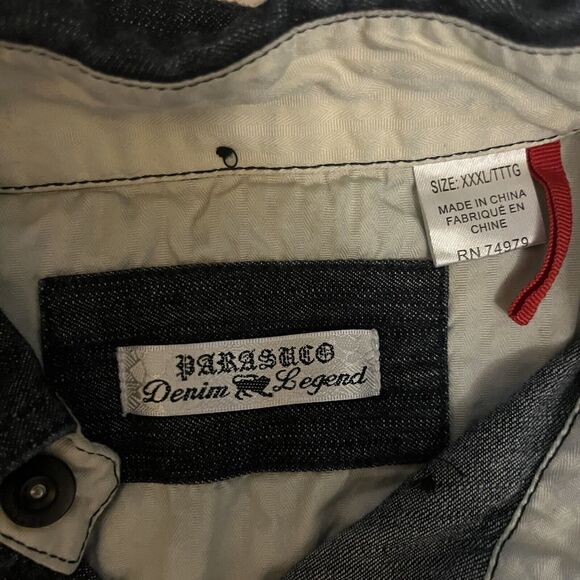 SIZE: XXXL/TTTG
MADE IN CHINA
FABRIQUÉ EN
CHINE
RN 74979
PARASUCO
Denim Legend